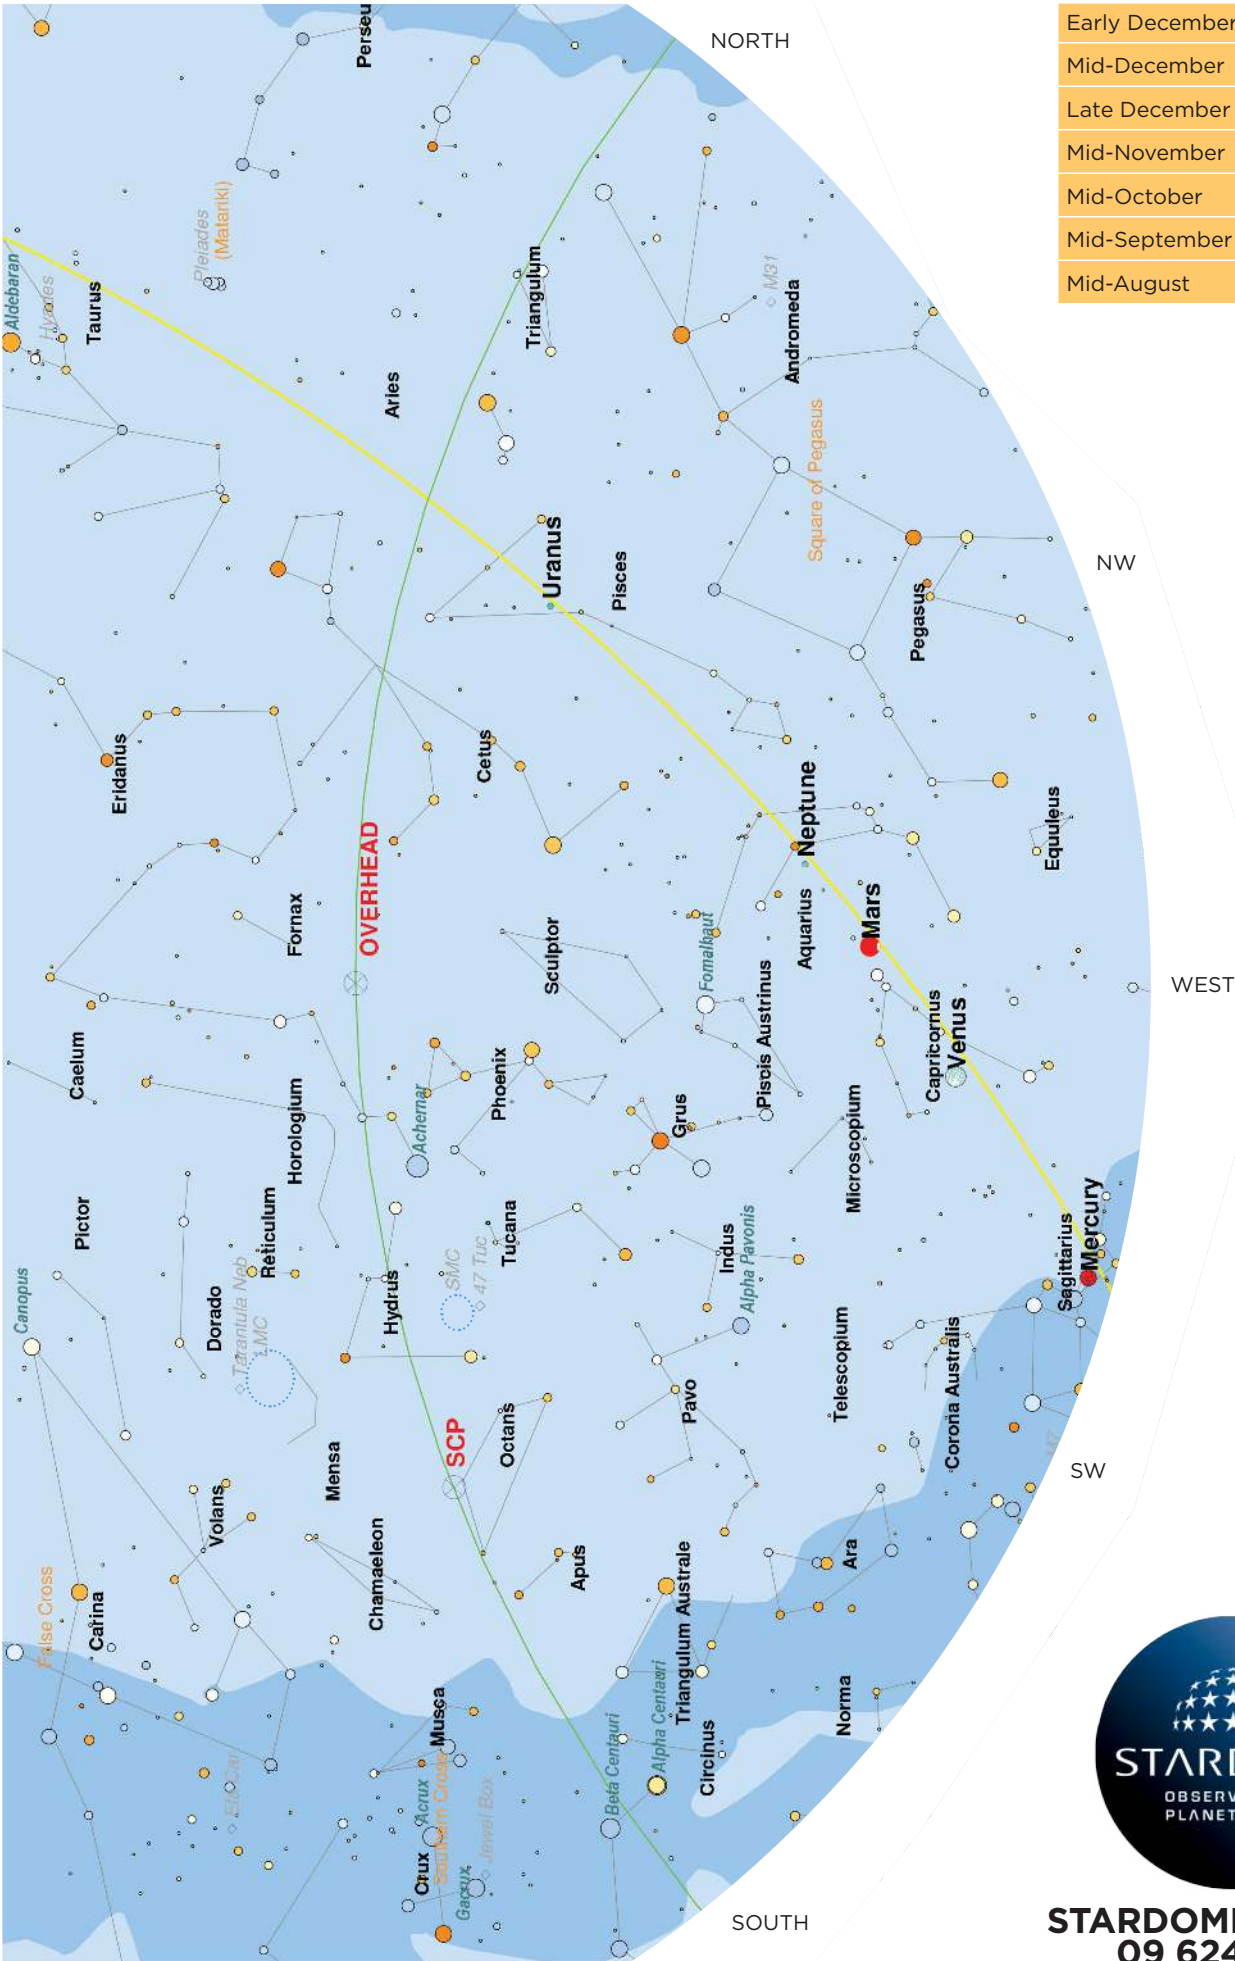 Early December
Mid-December
Late December
Mid-November
Mid-October
Mid-September
Mid-August
NORTH
NW
WEST
SW
SOUTH
Aldebaran
Hyades
Taurus
Pleiades
(Matariki)
Perseu
Aries
Triangulum
M31
Andromeda
Square of Pegasus
Uranus
Pisces
Pegasus
Eridanus
Cetus
Neptune
Equuleus
OVERHEAD
Fornax
Sculptor
Fomalhaut
Aquarius
Mars
Caelum
Horologium
Achernar
Phoenix
Grus
Piscis Austrinus
Capricornus
Venus
Microscopium
Pictor
Reticulum
Tucana
Indus
Alpha Pavonis
Sagittarius
Mercury
Canopus
Dorado
Tarantula Neb
LMC
Hydrus
SMC
47 Tuc
Telescopium
Corona Australis
M7
Mensa
SCP
Octans
Pavo
Volans
Chamaeleon
Apus
Ara
False Cross
Carina
Triangulum Australe
Norma
Musca
Alpha Centauri
Beta Centauri
Circinus
Eta Car
Acrux
Southern Cross
Crux
Gacrux
Jewel Box
STARD
OBSERV
PLANET
STARDOM
09 624